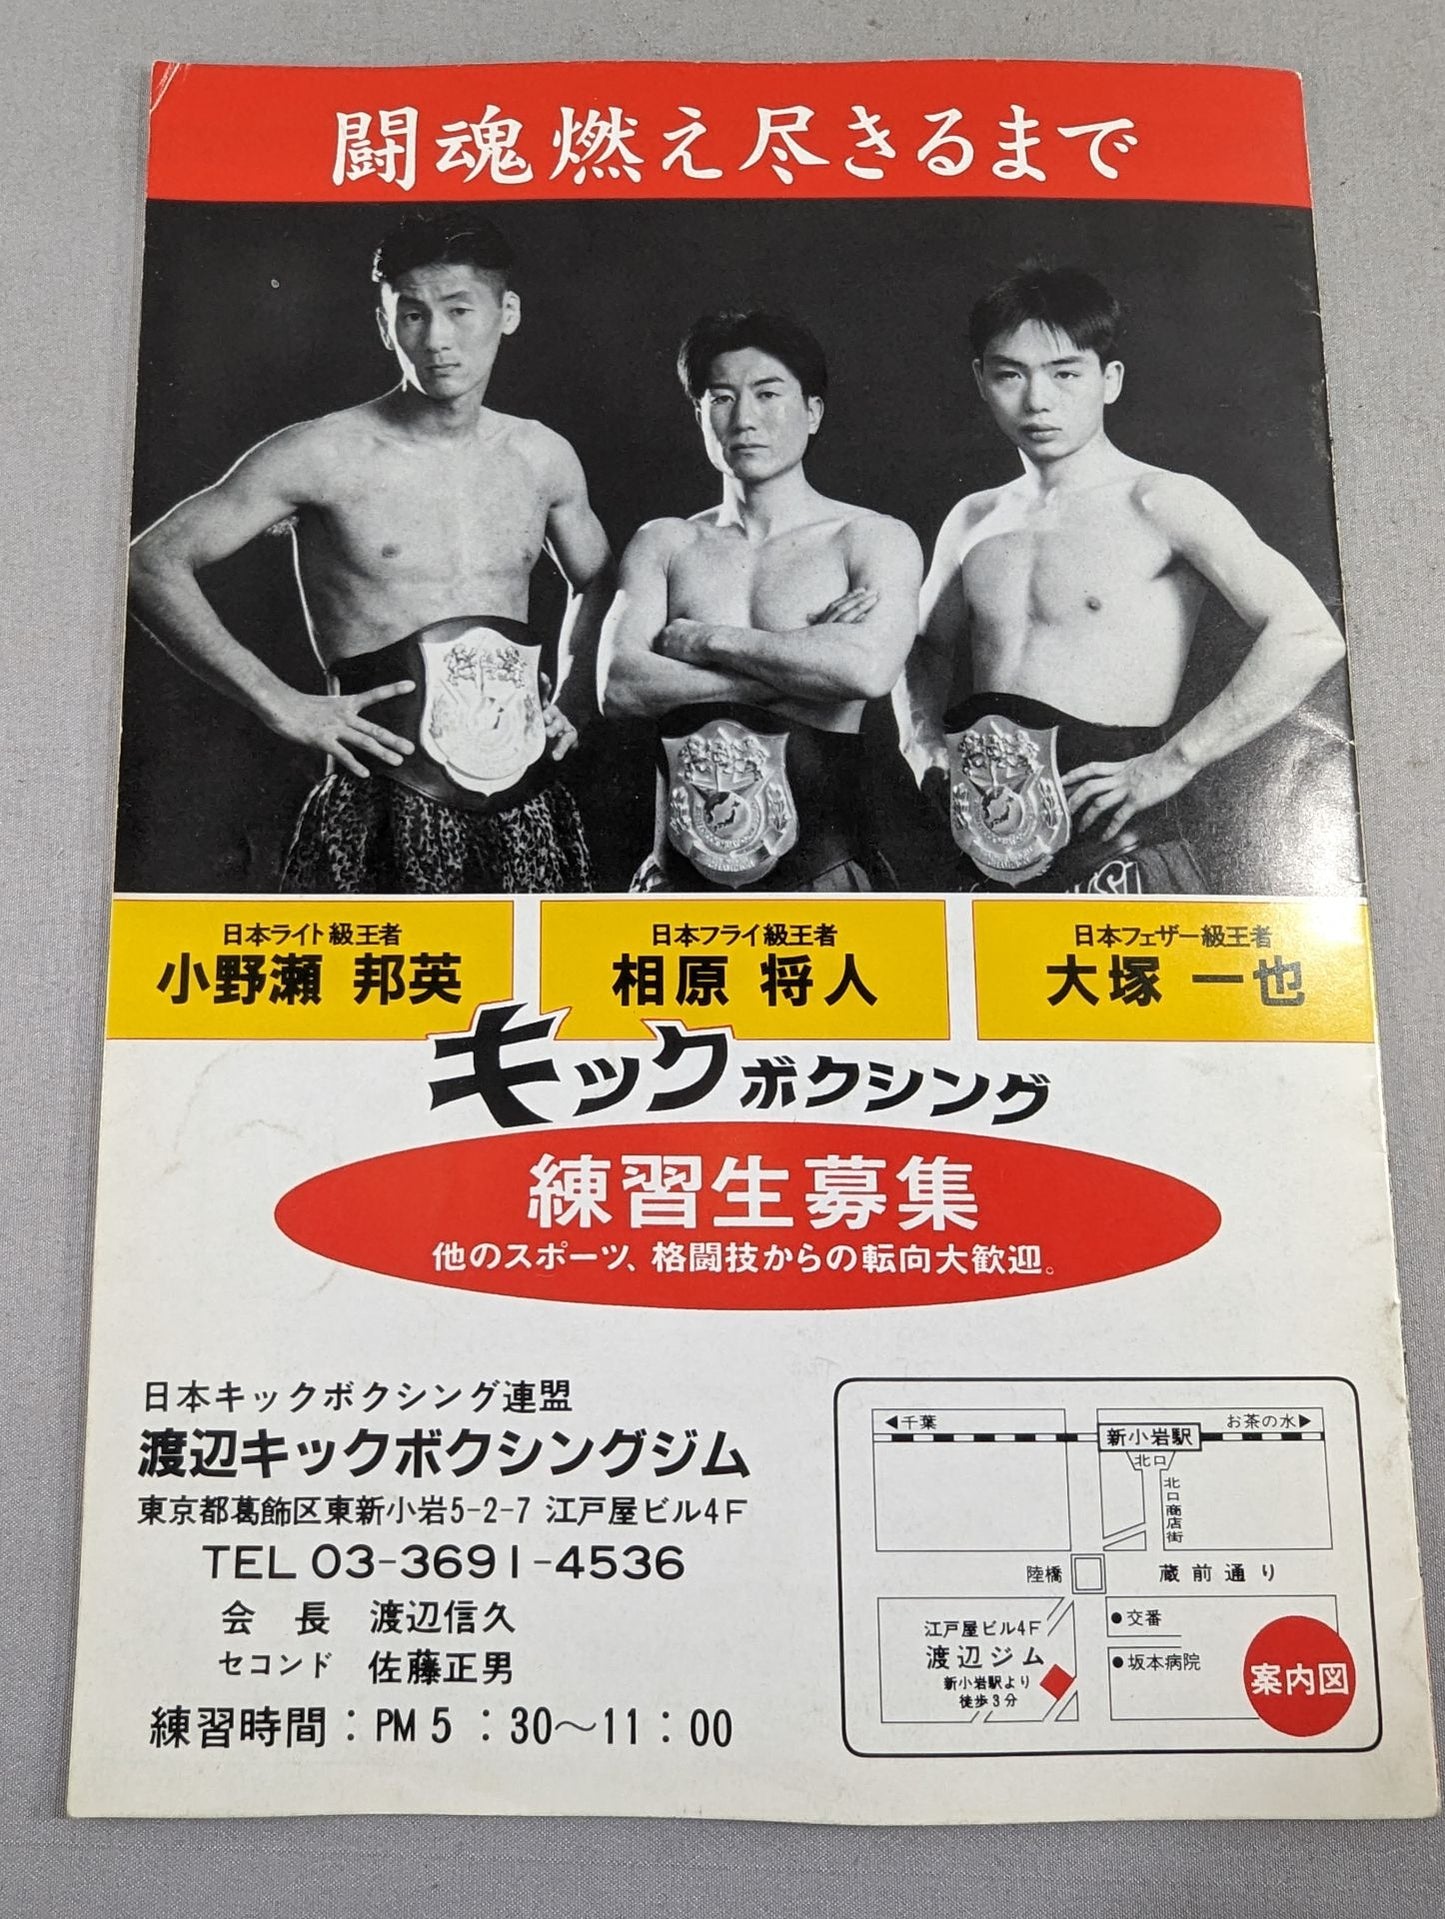 闘魂燃え尽きるまで
日本ライト級王者
小野瀬 邦英
日本フライ級王者
相原 将人
日本フェザー級王者
大塚 一也
キックボクシング
練習生募集
他のスポーツ、格闘技からの転向大歓迎。
日本キックボクシング連盟
渡辺キックボクシングジム
東京都葛飾区東新小岩5-2-7 江戸屋ビル4F
TEL 03-3691-4536
会 長 渡辺信久
セコンド 佐藤正男
練習時間：PM 5：30〜11：00
◀千葉
お茶の水▶
新小岩駅
北口
北口商店街
陸橋
蔵前通り
江戸屋ビル4F
渡辺ジム
新小岩駅より
徒歩3分
●交番
●坂本病院
案内図